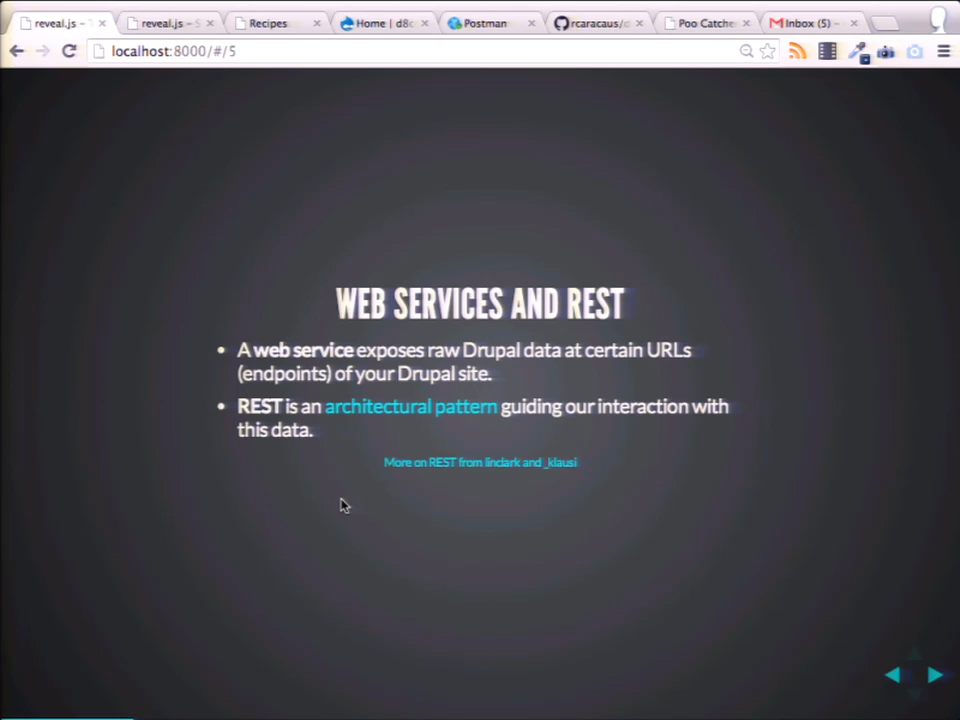 reveal.js –
reveal.js –
Recipes
Home | d8c
Postman
rcaracaus/
Poo Catche
Inbox (5) –
localhost:8000/#/5
WEB SERVICES AND REST
• A web service exposes raw Drupal data at certain URLs
(endpoints) of your Drupal site.
• REST is an architectural pattern guiding our interaction with
this data.
More on REST from linclark and _klausi